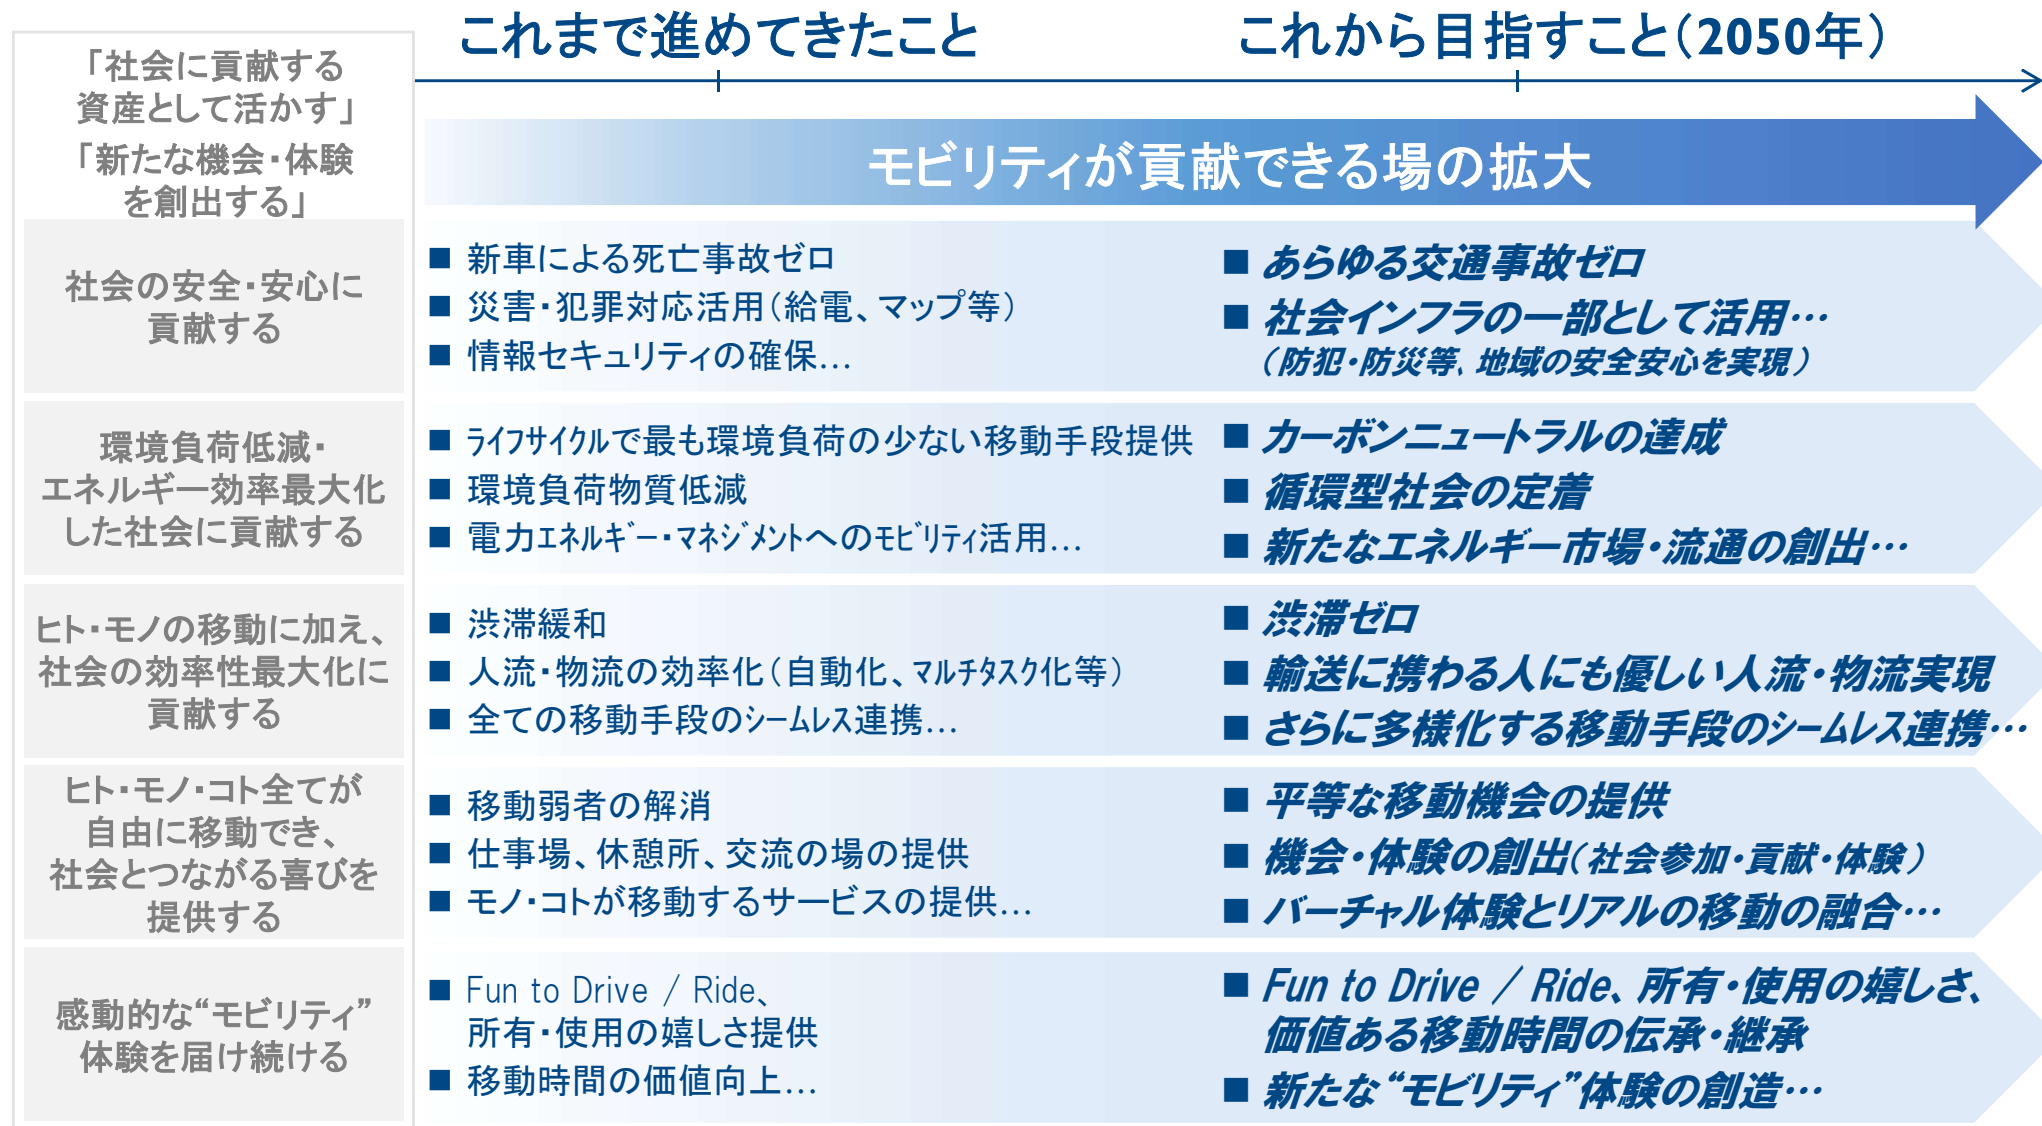 これまで進めてきたこと
これから目指すこと（2050年）
「社会に貢献する
資産として活かす」
「新たな機会・体験
を創出する」
モビリティが貢献できる場の拡大
社会の安全・安心に
貢献する
■ 新車による死亡事故ゼロ
■ 災害・犯罪対応活用（給電、マップ等）
■ 情報セキュリティの確保…
■ あらゆる交通事故ゼロ
■ 社会インフラの一部として活用…
（防犯・防災等、地域の安全安心を実現）
環境負荷低減・
エネルギー効率最大化
した社会に貢献する
■ ﾗｲﾌｻｲｸﾙで最も環境負荷の少ない移動手段提供
■ 環境負荷物質低減
■ 電力ｴﾈﾙｷﾞｰ・ﾏﾈｼﾞﾒﾝﾄへのﾓﾋﾞﾘﾃｨ活用…
■ カーボンニュートラルの達成
■ 循環型社会の定着
■ 新たなエネルギー市場・流通の創出…
ヒト・モノの移動に加え、
社会の効率性最大化に
貢献する
■ 渋滞緩和
■ 人流・物流の効率化（自動化、ﾏﾙﾁﾀｽｸ化等）
■ 全ての移動手段のｼｰﾑﾚｽ連携…
■ 渋滞ゼロ
■ 輸送に携わる人にも優しい人流・物流実現
■ さらに多様化する移動手段のｼｰﾑﾚｽ連携…
ヒト・モノ・コト全てが
自由に移動でき、
社会とつながる喜びを
提供する
■ 移動弱者の解消
■ 仕事場、休憩所、交流の場の提供
■ モノ・コトが移動するサービスの提供…
■ 平等な移動機会の提供
■ 機会・体験の創出（社会参加・貢献・体験）
■ バーチャル体験とリアルの移動の融合…
感動的な“モビリティ”
体験を届け続ける
■ Fun to Drive / Ride、
所有・使用の嬉しさ提供
■ 移動時間の価値向上…
■ Fun to Drive / Ride、所有・使用の嬉しさ、
価値ある移動時間の伝承・継承
■ 新たな“モビリティ”体験の創造…